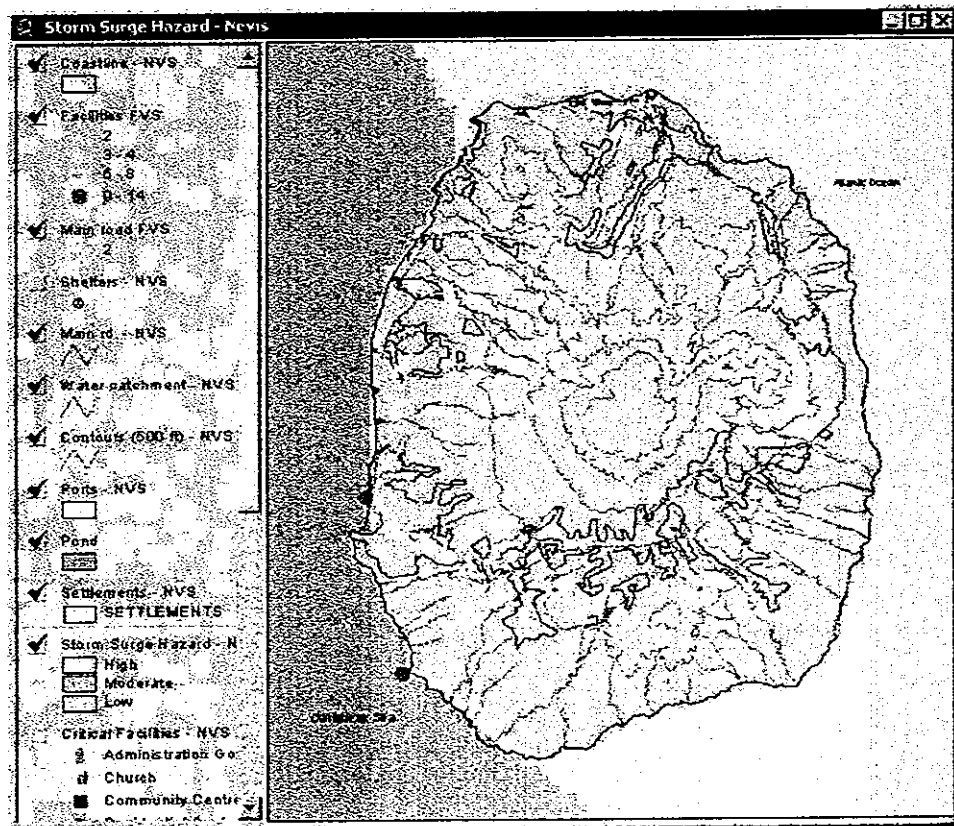 Storm Surge Hazard - Nevis
Coastline - NVS
Facilities FVS
2
3 - 4
5 - 8
9 - 14
Main road FVS
2
Shelters - NVS
Main rd. - NVS
Water catchment - NVS
Contours (500 ft) - NVS
Ports - NVS
Pond
Settlements - NVS
SETTLEMENTS
Storm Surge Hazard - N
High
Moderate
Low
Critical Facilities - NVS
Administration Go
Church
Community Centre
Atlantic Ocean
Caribbean Sea